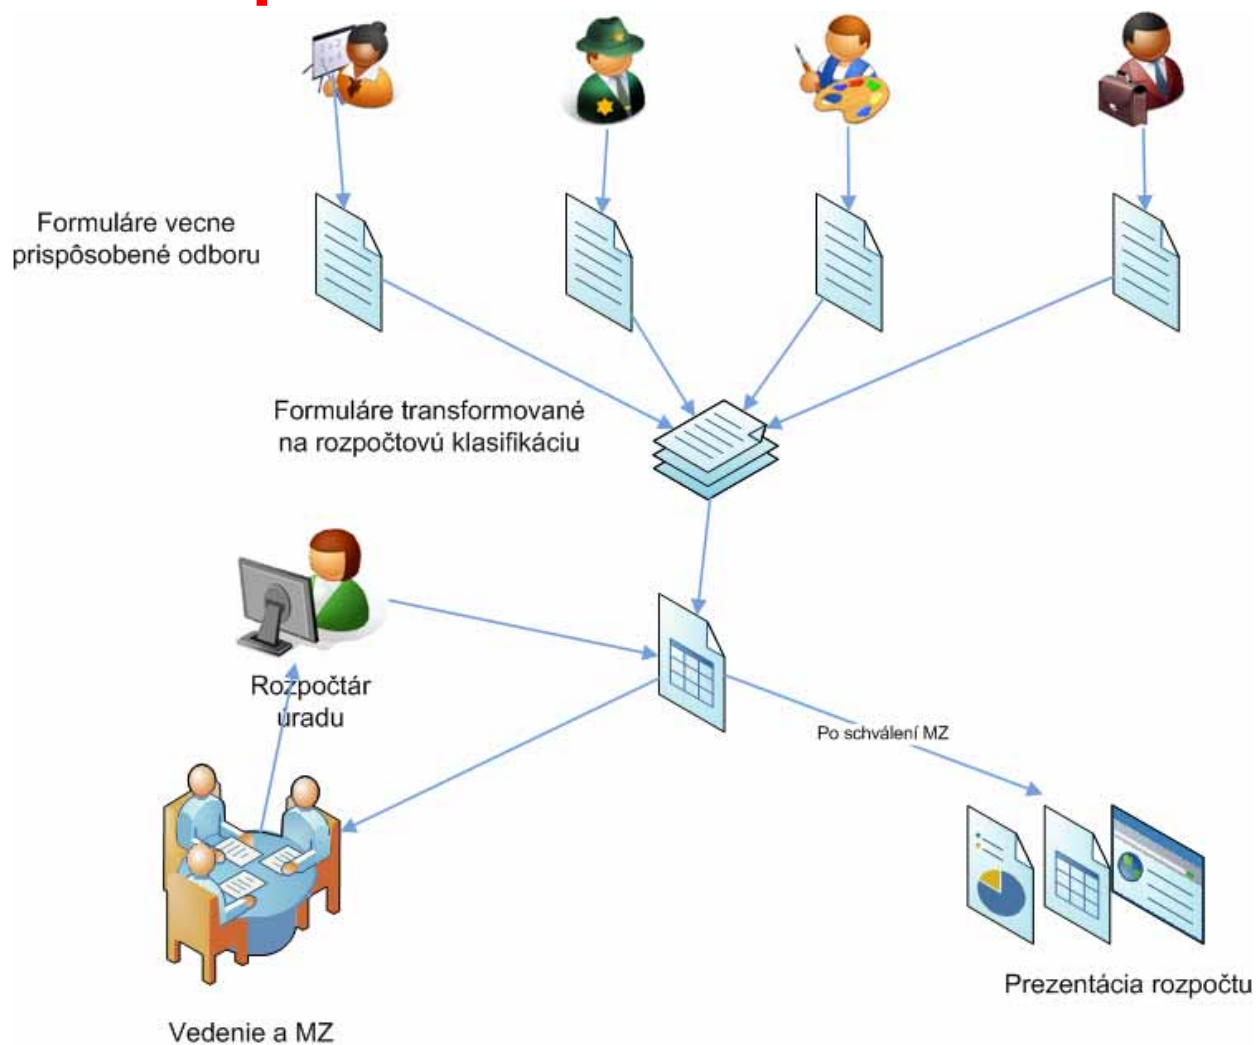 Formuláre vecne
prispôsobené odboru
Formuláre transformované
na rozpočtovú klasifikáciu
Rozpočtár
úradu
Po schválení MZ
Prezentácia rozpočtu
Vedenie a MZ